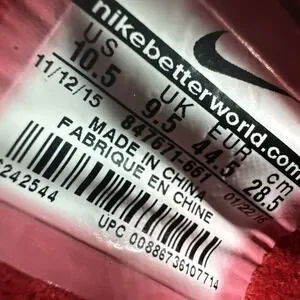 nikebetterworld.com
US UK EUR cm
10.5 9.5 44.5 28.5
11/12/15 847671-661 01/22/16
MADE IN CHINA
FABRIQUE EN CHINE
242544
UPC 00886736107714